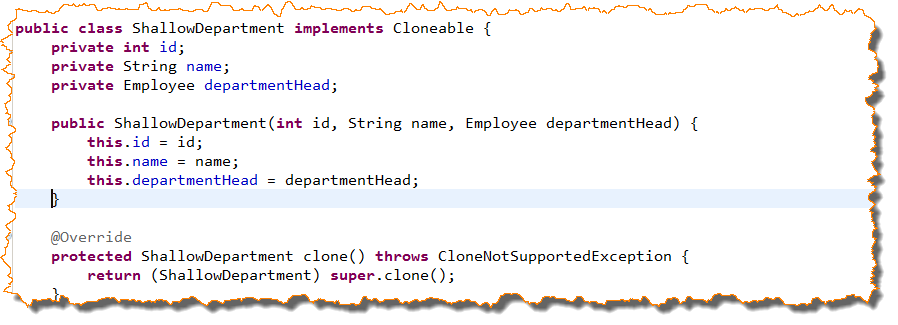 public class ShallowDepartment implements Cloneable {
    private int id;
    private String name;
    private Employee departmentHead;
    public ShallowDepartment(int id, String name, Employee departmentHead) {
        this.id = id;
        this.name = name;
        this.departmentHead = departmentHead;
    }
    @Override
    protected ShallowDepartment clone() throws CloneNotSupportedException {
        return (ShallowDepartment) super.clone();
    }